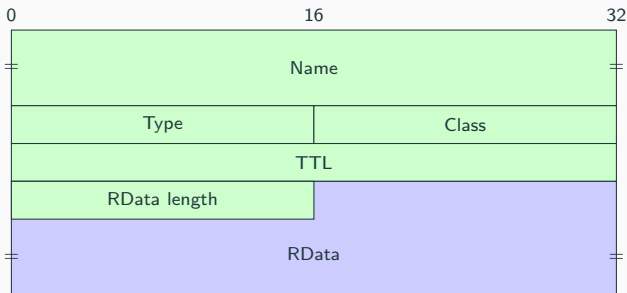 0 16 32
Name
Type Class
TTL
RData length
RData